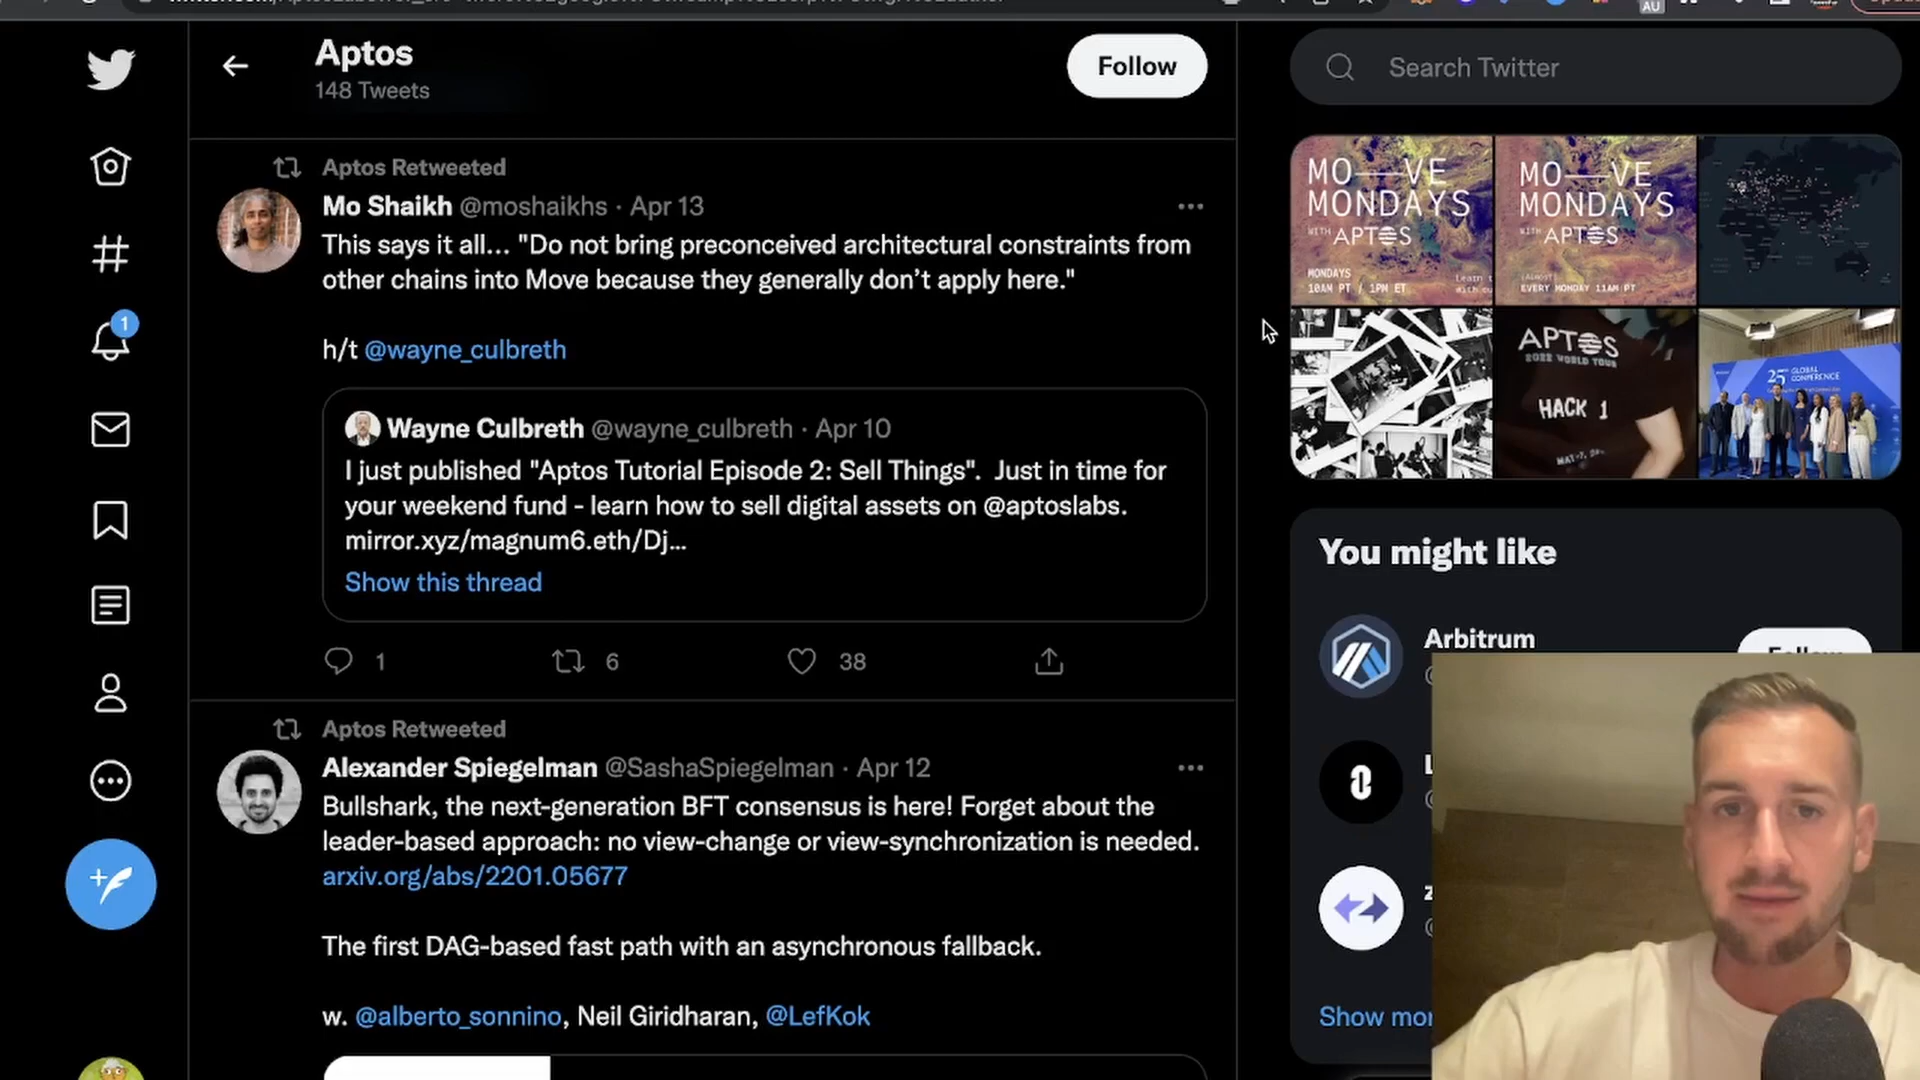 AU
Aptos
148 Tweets
Follow
Search Twitter
Aptos Retweeted
Mo Shaikh @moshaikhs · Apr 13
This says it all... "Do not bring preconceived architectural constraints from
other chains into Move because they generally don't apply here."
h/t @wayne_culbreth
Wayne Culbreth @wayne_culbreth · Apr 10
I just published "Aptos Tutorial Episode 2: Sell Things". Just in time for
your weekend fund - learn how to sell digital assets on @aptoslabs.
mirror.xyz/magnum6.eth/Dj...
Show this thread
1
6
38
Aptos Retweeted
Alexander Spiegelman @SashaSpiegelman · Apr 12
Bullshark, the next-generation BFT consensus is here! Forget about the
leader-based approach: no view-change or view-synchronization is needed.
arxiv.org/abs/2201.05677
The first DAG-based fast path with an asynchronous fallback.
w. @alberto_sonnino, Neil Giridharan, @LefKok
1
MO—VE
MONDAYS
WITH APTOS
MONDAYS
10AM PT / 1PM ET
MO—VE
MONDAYS
WITH APTOS
(ALMOST)
EVERY MONDAY 11AM PT
APTOS
2022 WORLD TOUR
HACK 1
25th GLOBAL
CONFERENCE
You might like
Arbitrum
Follow
Show mor